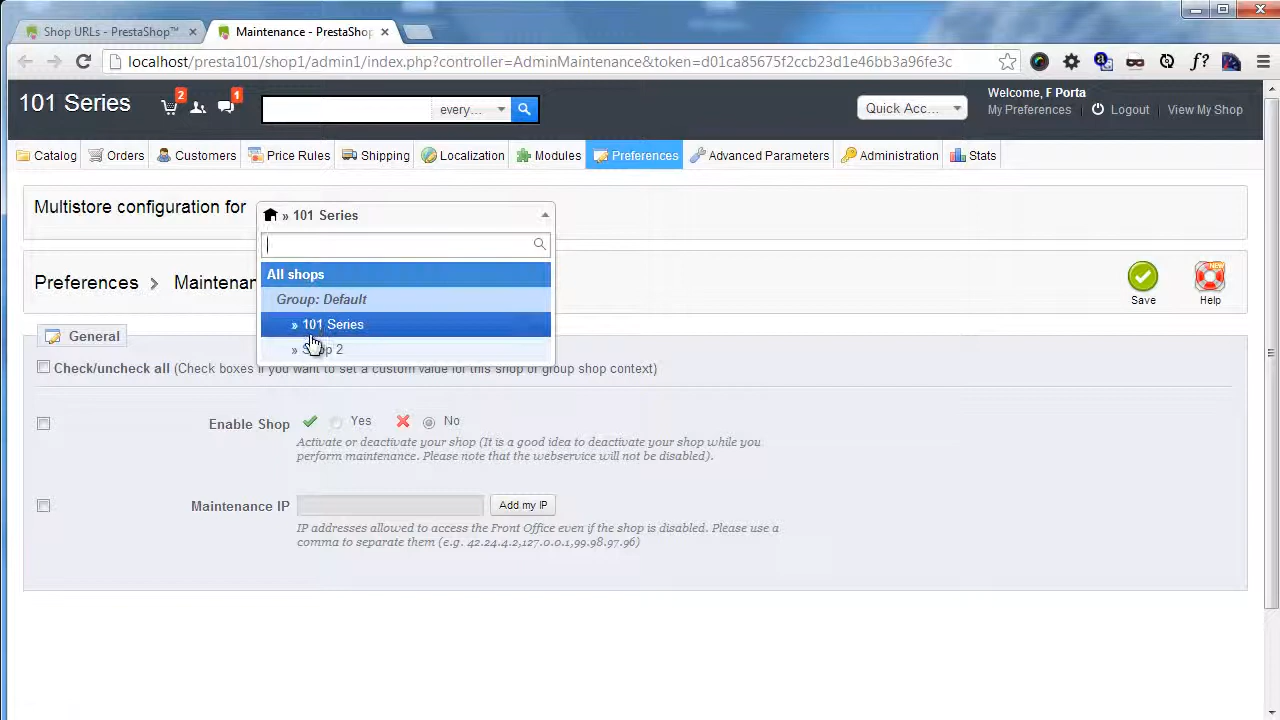 Shop URLs - PrestaShop™
Maintenance - PrestaShop
localhost/presta101/shop1/admin1/index.php?controller=AdminMaintenance&token=d01ca85675f2ccb23d1e46bb3a96fe3c
101 Series
2
1
every...
Quick Acc...
Welcome, F Porta
My Preferences
Logout
View My Shop
Catalog
Orders
Customers
Price Rules
Shipping
Localization
Modules
Preferences
Advanced Parameters
Administration
Stats
Multistore configuration for
» 101 Series
All shops
Group: Default
» 101 Series
» Shop 2
Preferences > Maintenan
Save
NEW
Help
General
Check/uncheck all (Check boxes if you want to set a custom value for this shop or group shop context)
Enable Shop
Yes
No
Activate or deactivate your shop (It is a good idea to deactivate your shop while you
perform maintenance. Please note that the webservice will not be disabled).
Maintenance IP
Add my IP
IP addresses allowed to access the Front Office even if the shop is disabled. Please use a
comma to separate them (e.g. 42.24.4.2,127.0.0.1,99.98.97.96)